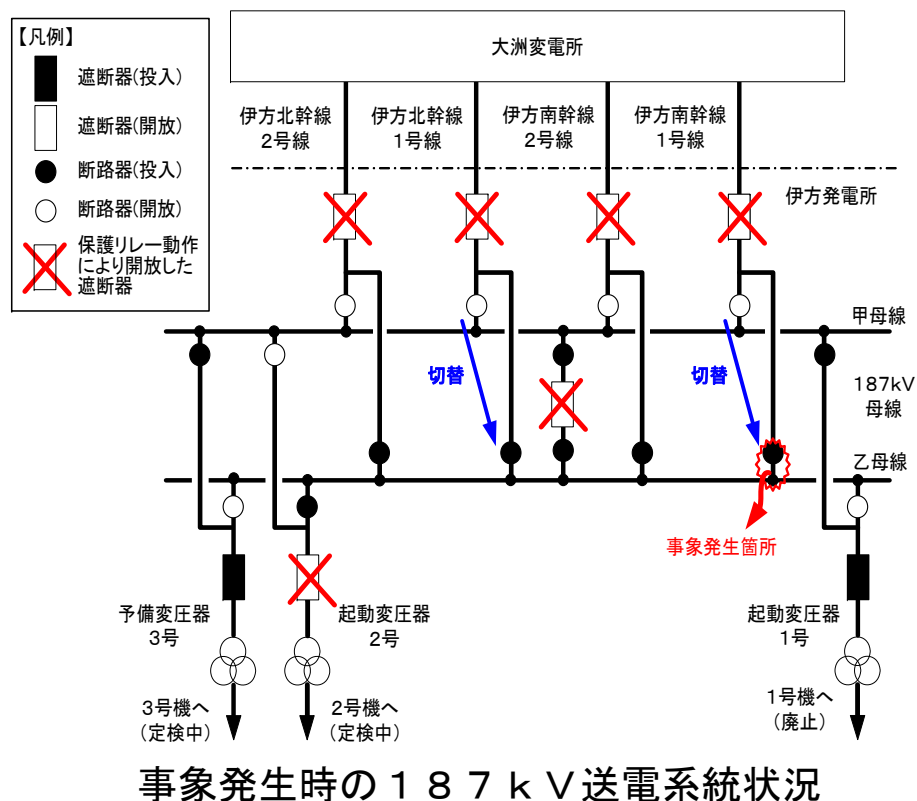 【凡例】
遮断器(投入)
遮断器(開放)
断路器(投入)
断路器(開放)
保護リレー動作
により開放した
遮断器
大洲変電所
伊方北幹線
2号線
伊方北幹線
1号線
伊方南幹線
2号線
伊方南幹線
1号線
伊方発電所
甲母線
切替
切替
187kV
母線
乙母線
事象発生箇所
予備変圧器
3号
起動変圧器
2号
起動変圧器
1号
3号機へ
(定検中)
2号機へ
(定検中)
1号機へ
(廃止)
事象発生時の187kV送電系統状況